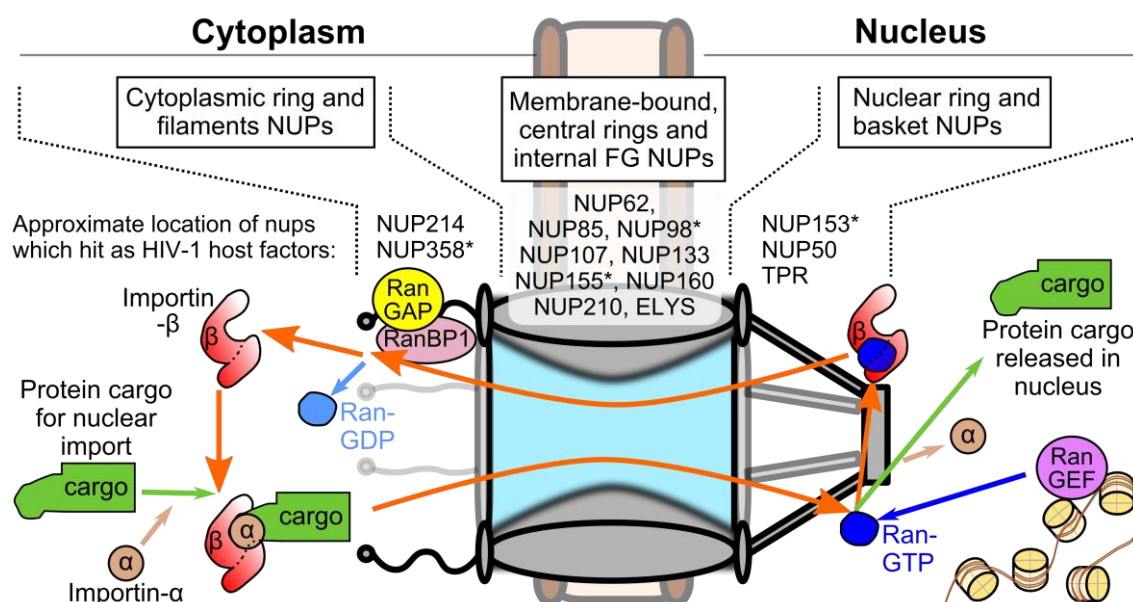 Cytoplasm
Nucleus
Cytoplasmic ring and
filaments NUPs
Membrane-bound,
central rings and
internal FG NUPs
Nuclear ring and
basket NUPs
Approximate location of nups
which hit as HIV-1 host factors:
NUP214
NUP358*
NUP62,
NUP85, NUP98*
NUP107, NUP133
NUP155*, NUP160
NUP210, ELYS
NUP153*
NUP50
TPR
Ran
GAP
RanBP1
Importin
-β
β
Ran-
GDP
Protein cargo
for nuclear
import
cargo
α
Importin-α
β
α
cargo
β
cargo
Protein cargo
released in
nucleus
α
Ran
GEF
Ran-
GTP